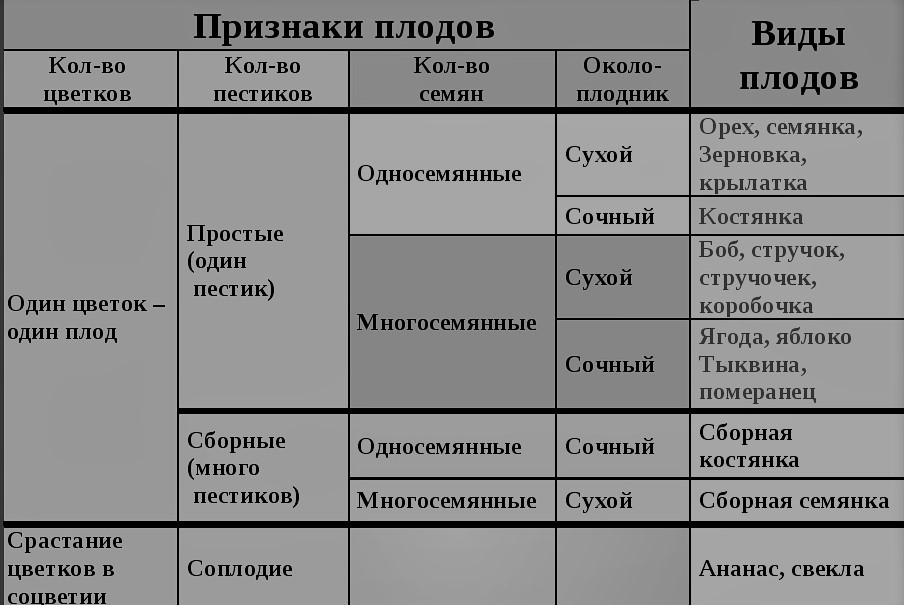 Признаки плодов
Виды
плодов
Кол-во
цветков
Кол-во
пестиков
Кол-во
семян
Около-
плодник
Один цветок –
один плод
Простые
(один
пестик)
Односемянные
Сухой
Орех, семянка,
Зерновка,
крылатка
Сочный
Костянка
Многосемянные
Сухой
Боб, стручок,
стручочек,
коробочка
Сочный
Ягода, яблоко
Тыквина,
померанец
Сборные
(много
пестиков)
Односемянные
Сочный
Сборная
костянка
Многосемянные
Сухой
Сборная семянка
Срастание
цветков в
соцветии
Соплодие
Ананас, свекла